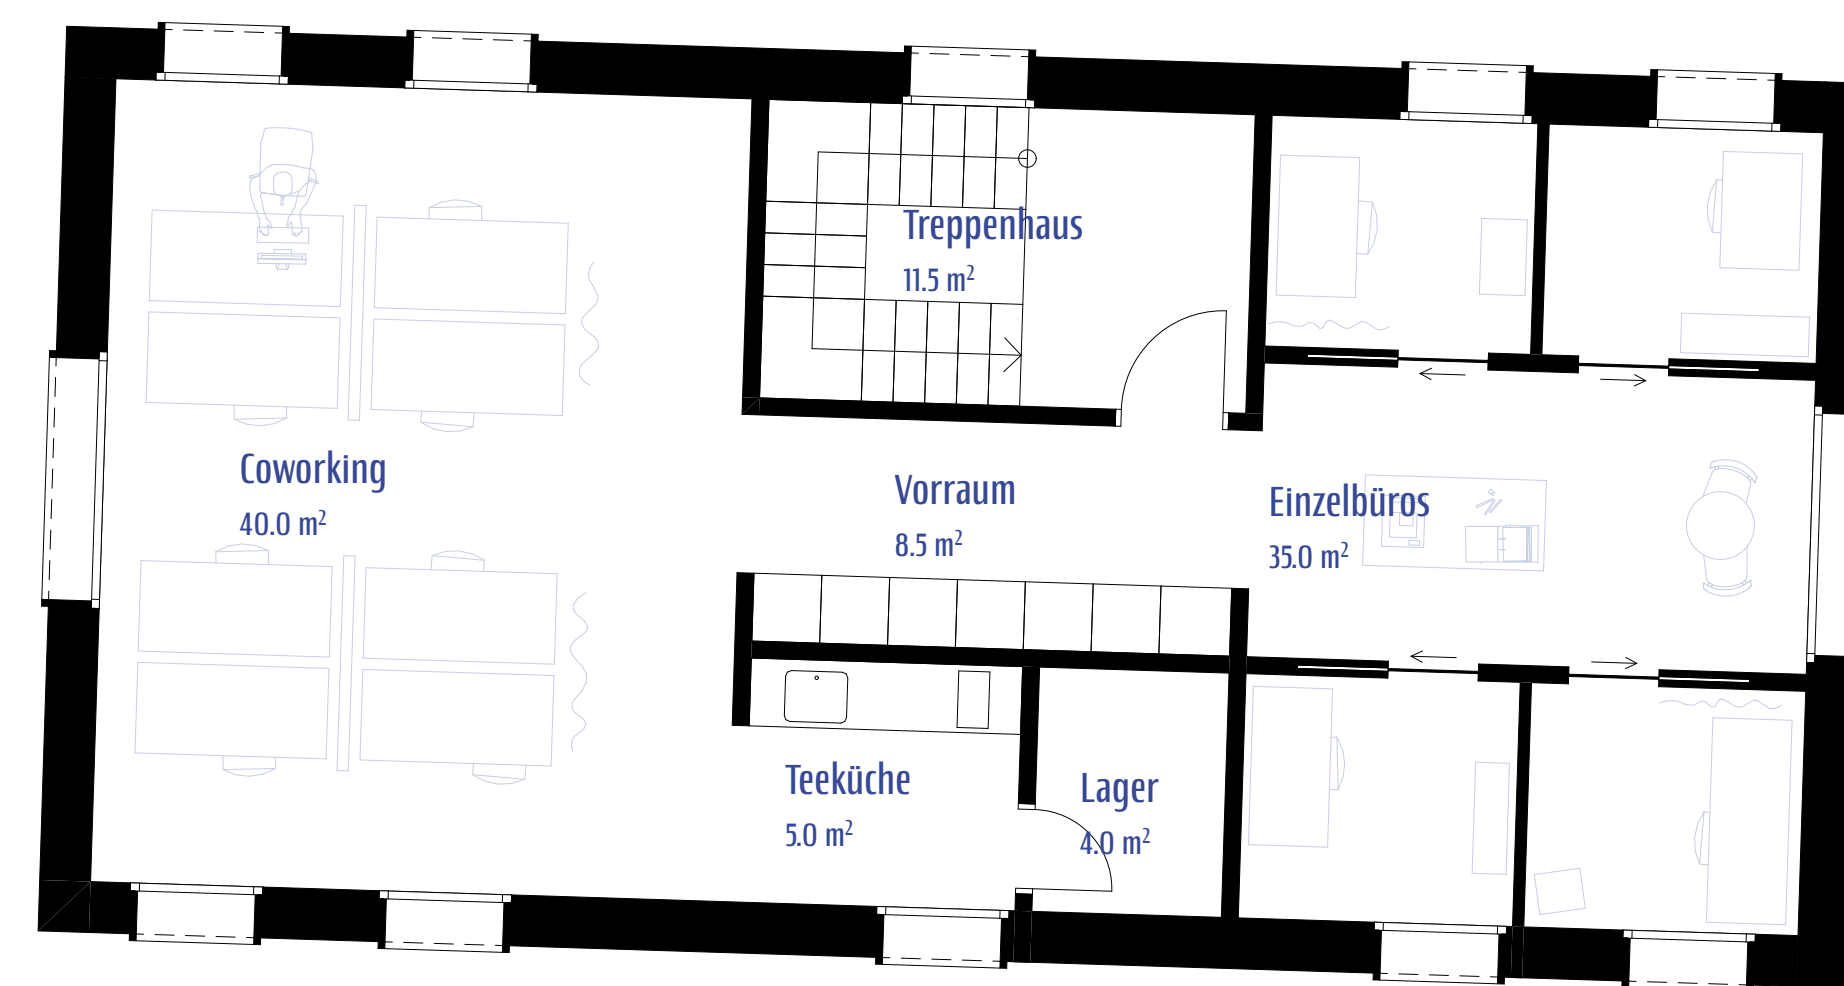 Treppenhaus
11.5 m²
Coworking
40.0 m²
Vorraum
8.5 m²
Einzelbüros
35.0 m²
Teeküche
5.0 m²
Lager
4.0 m²